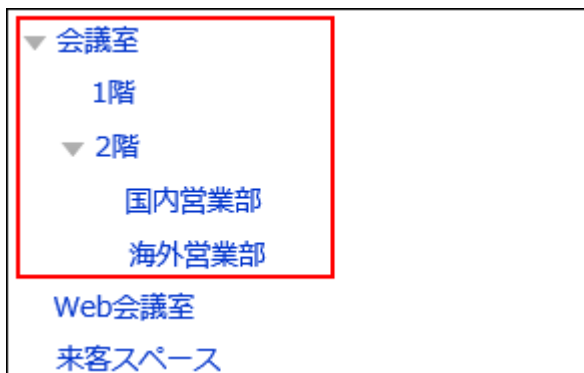 会議室
1階
2階
国内営業部
海外営業部
Web会議室
来客スペース